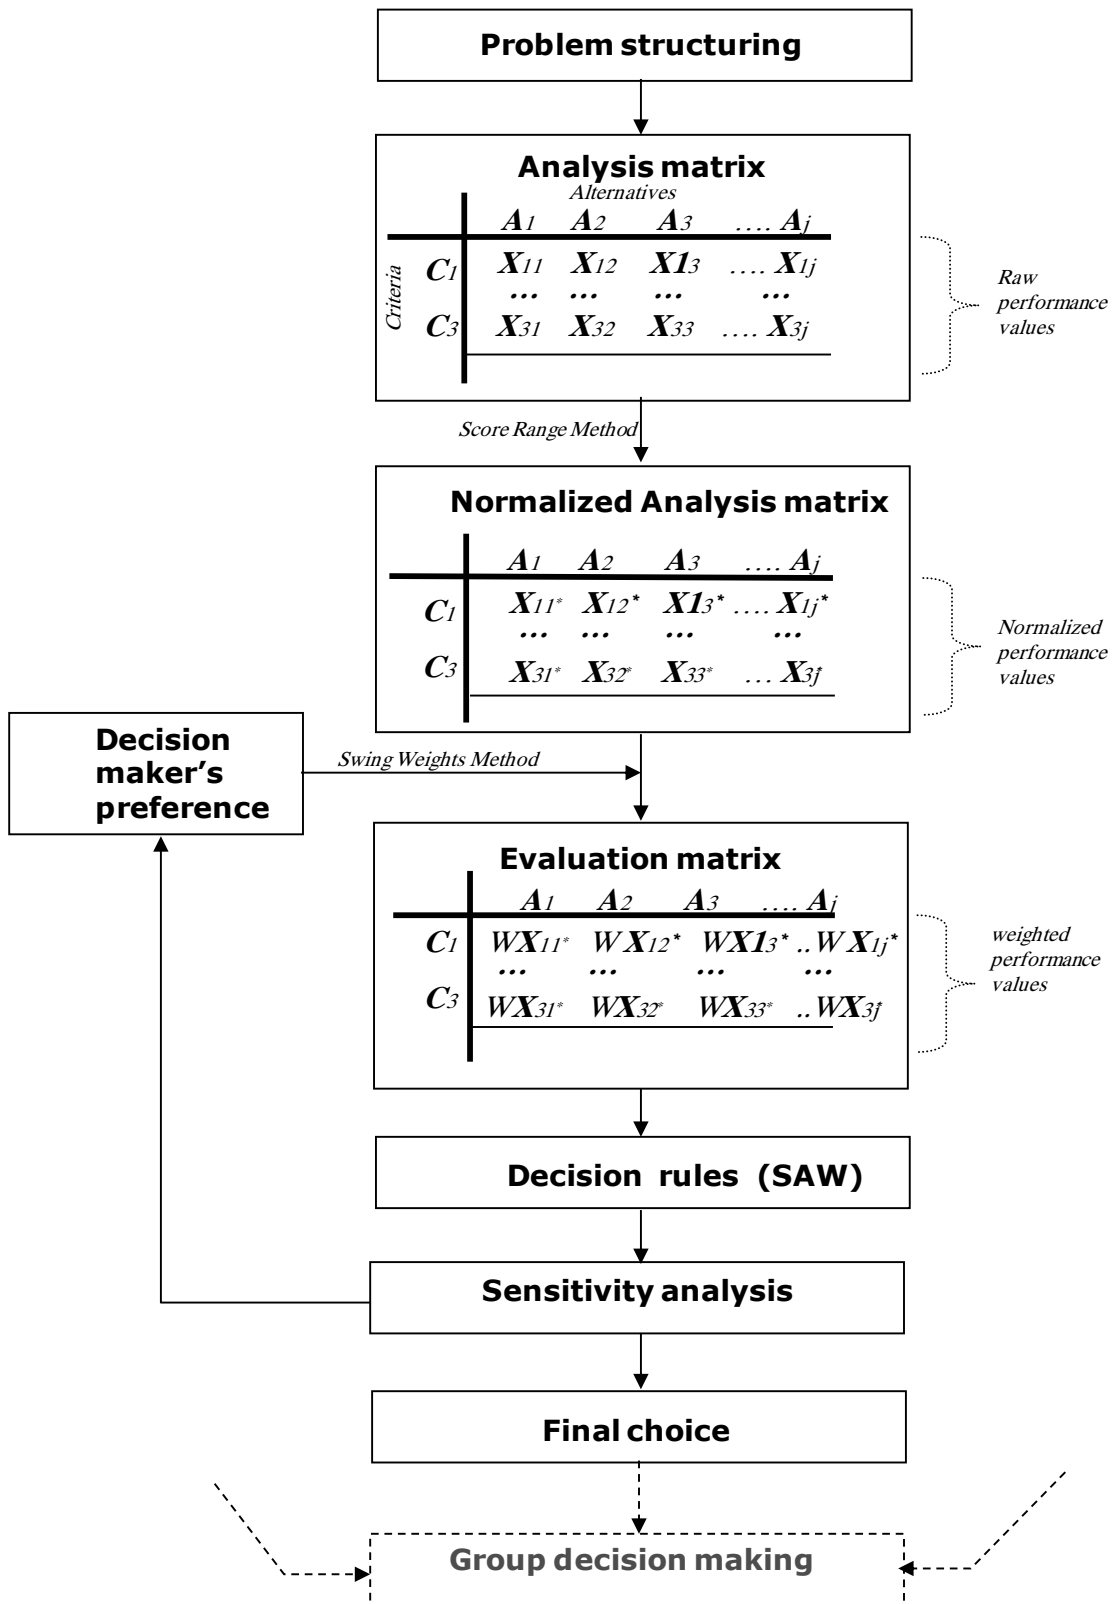 Problem structuring
Analysis matrix
Alternatives
A1 A2 A3 .... Aj
Criteria
C1 X11 X12 X13 .... X1j
... ... ... ...
C3 X31 X32 X33 .... X3j
Raw
performance
values
Score Range Method
Normalized Analysis matrix
A1 A2 A3 .... Aj
C1 X11* X12* X13* .... X1j*
... ... ... ...
C3 X31* X32* X33* ... X3j*
Normalized
performance
values
Decision
maker's
preference
Swing Weights Method
Evaluation matrix
A1 A2 A3 .... Aj
C1 WX11* WX12* WX13* ..WX1j*
... ... ... ...
C3 WX31* WX32* WX33* ..WX3j*
weighted
performance
values
Decision rules (SAW)
Sensitivity analysis
Final choice
Group decision making